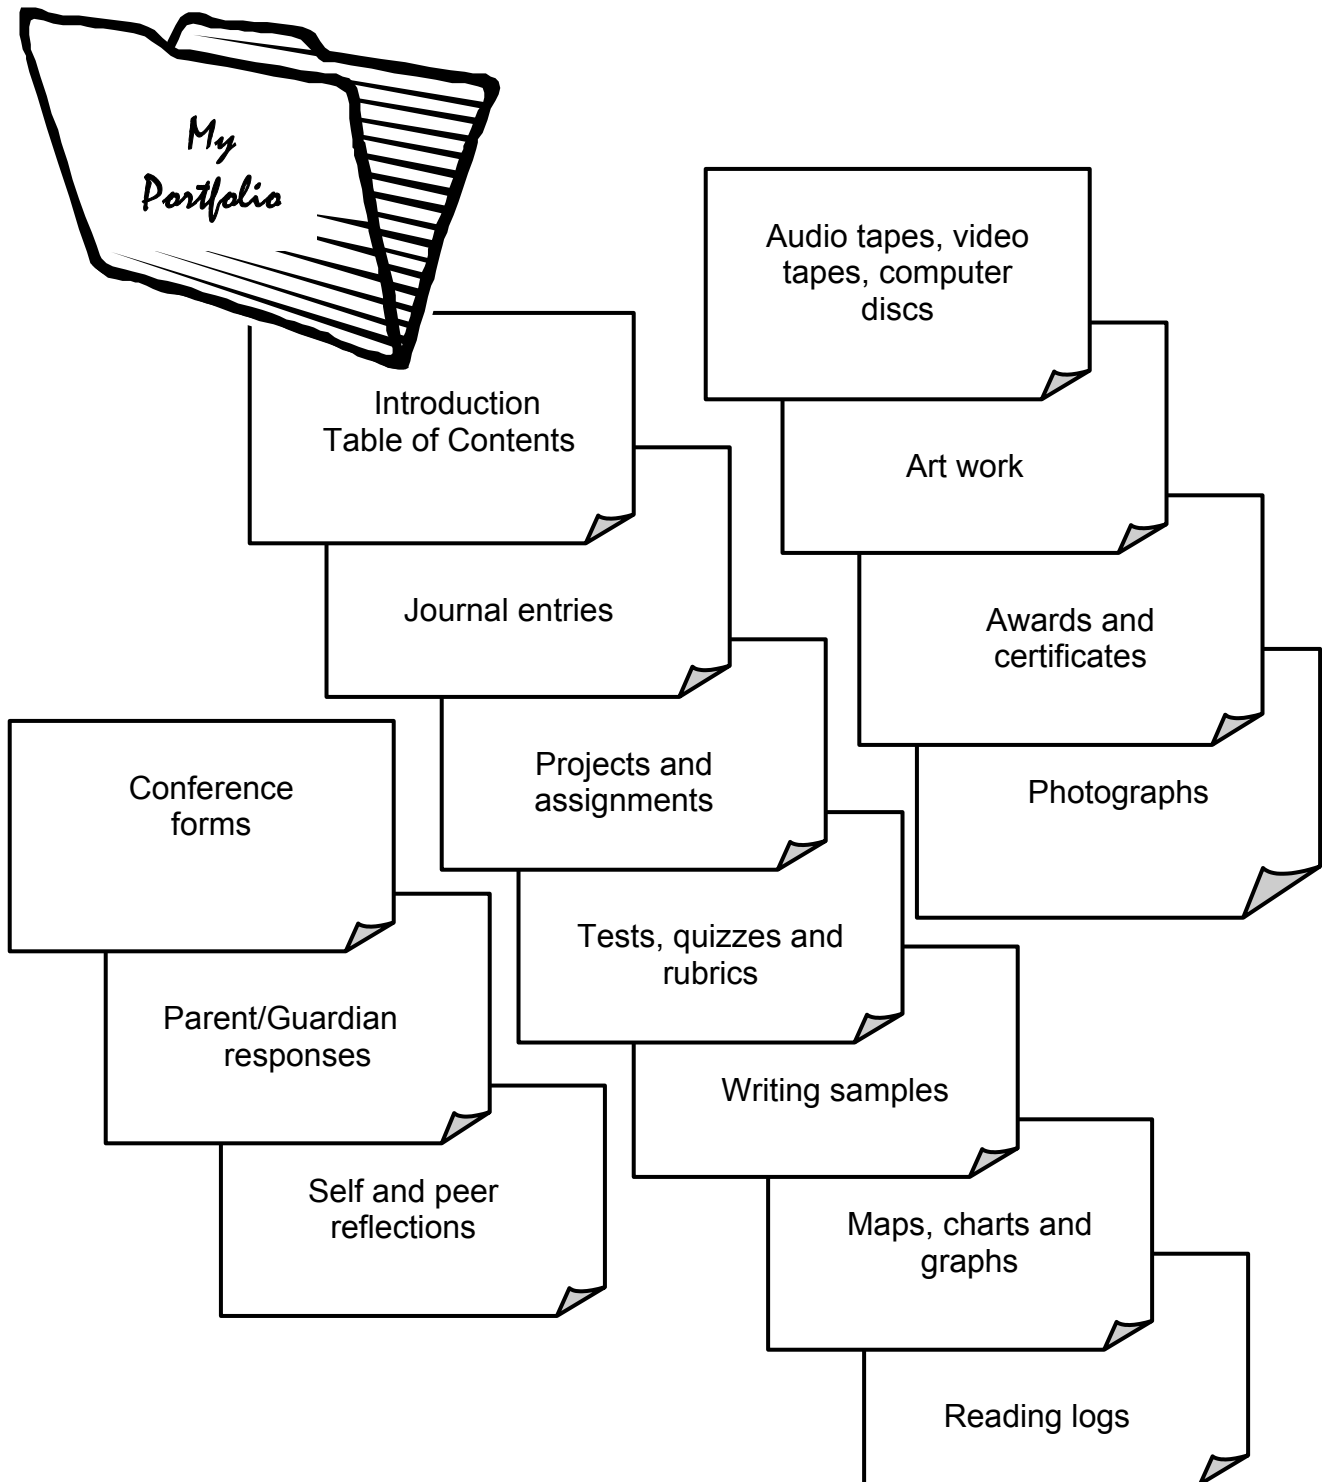 My
Portfolio
Audio tapes, video
tapes, computer
discs
Introduction
Table of Contents
Art work
Journal entries
Awards and
certificates
Projects and
assignments
Photographs
Conference
forms
Tests, quizzes and
rubrics
Parent/Guardian
responses
Writing samples
Self and peer
reflections
Maps, charts and
graphs
Reading logs